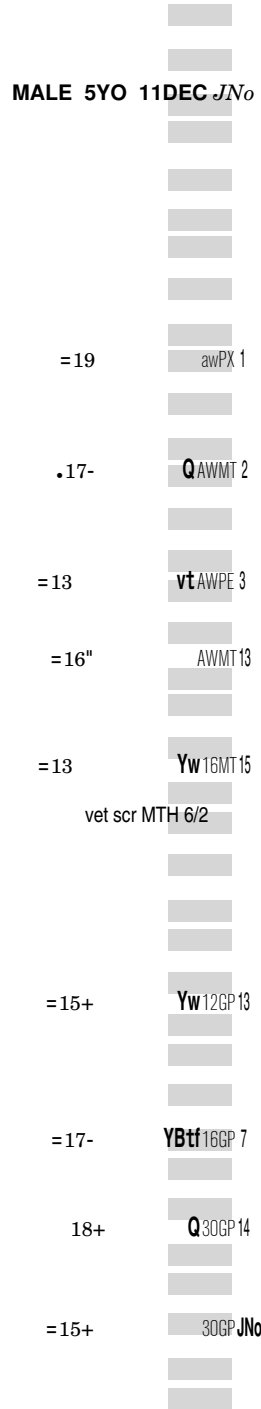 MALE 5YO 11DEC JNo
=19 awPX 1
.17- Q AWMT 2
=13 vt AWPE 3
=16" AWMT 13
=13 Yw 16MT 15
vet scr MTH 6/2
=15+ Yw 12GP 13
=17- YBtf 16GP 7
18+ Q 30GP 14
=15+ 30GP JNo